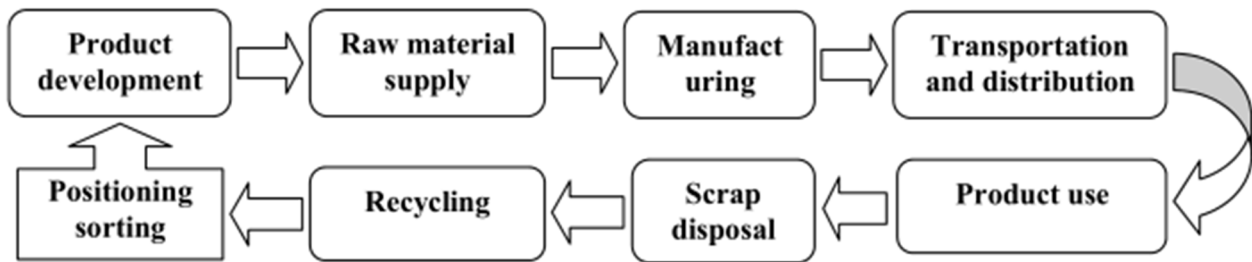 Product
development
Raw material
supply
Manufact
uring
Transportation
and distribution
Positioning
sorting
Recycling
Scrap
disposal
Product use